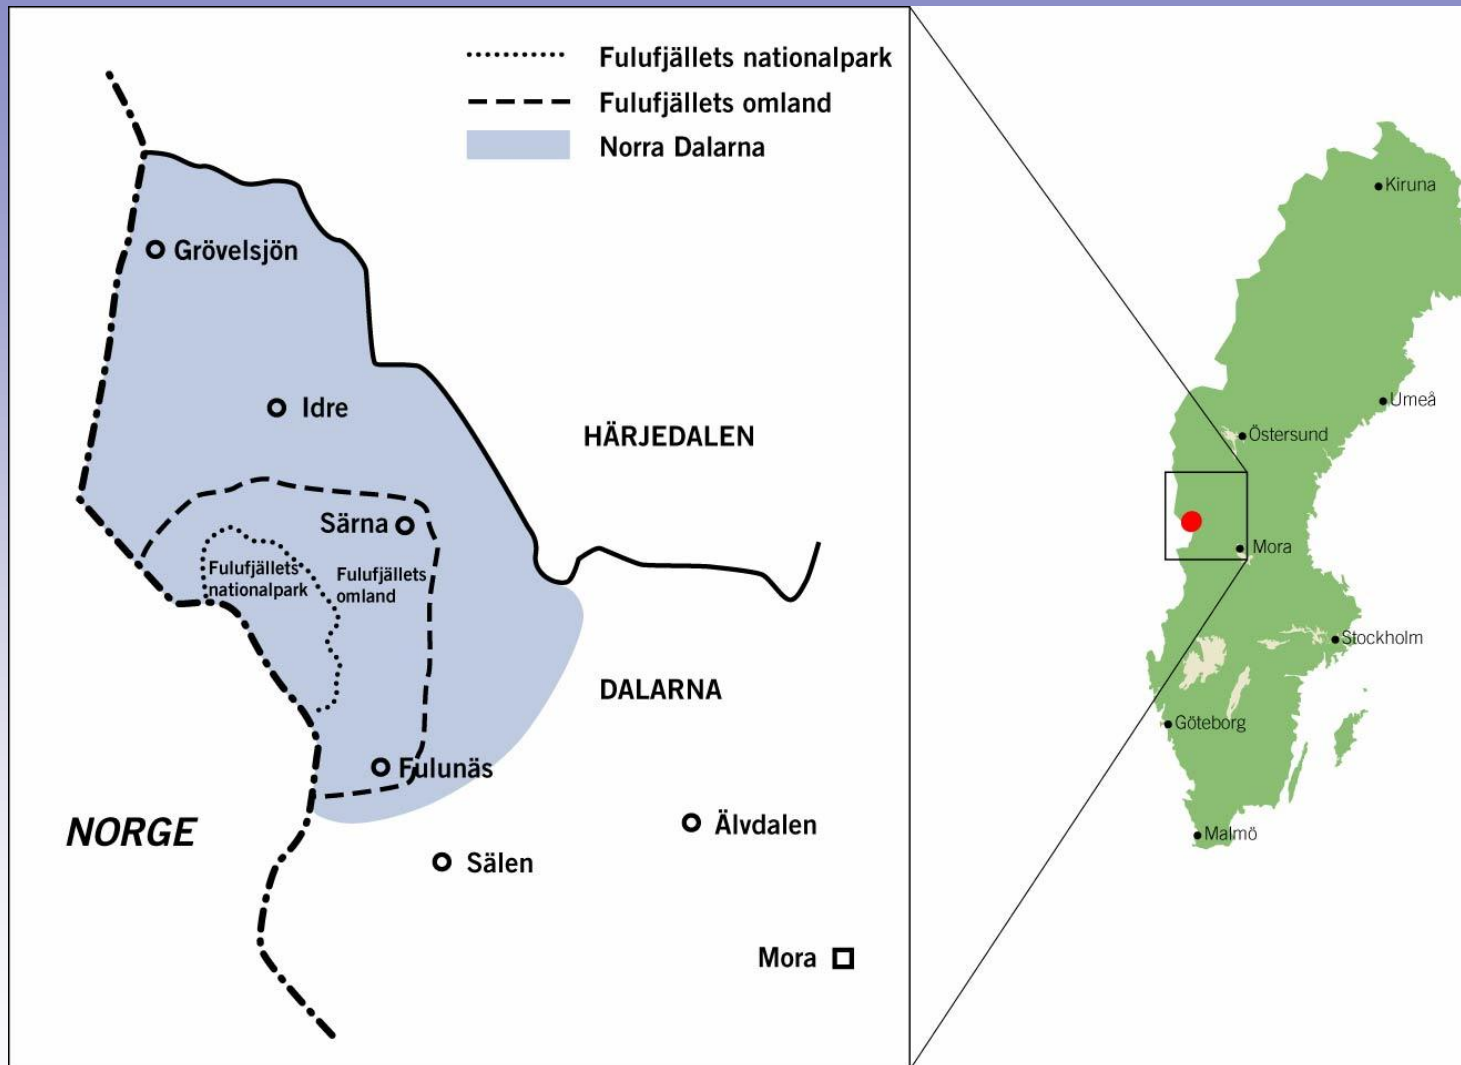 Fulufjällets nationalpark
Fulufjällets omland
Norra Dalarna
Grövelsjön
Idre
HÄRJEDALEN
Särna
Fulufjällets
nationalpark
Fulufjällets
omland
DALARNA
Fulunäs
NORGE
Älvdalen
Sälen
Mora
Kiruna
Umeå
Östersund
Mora
Stockholm
Göteborg
Malmö